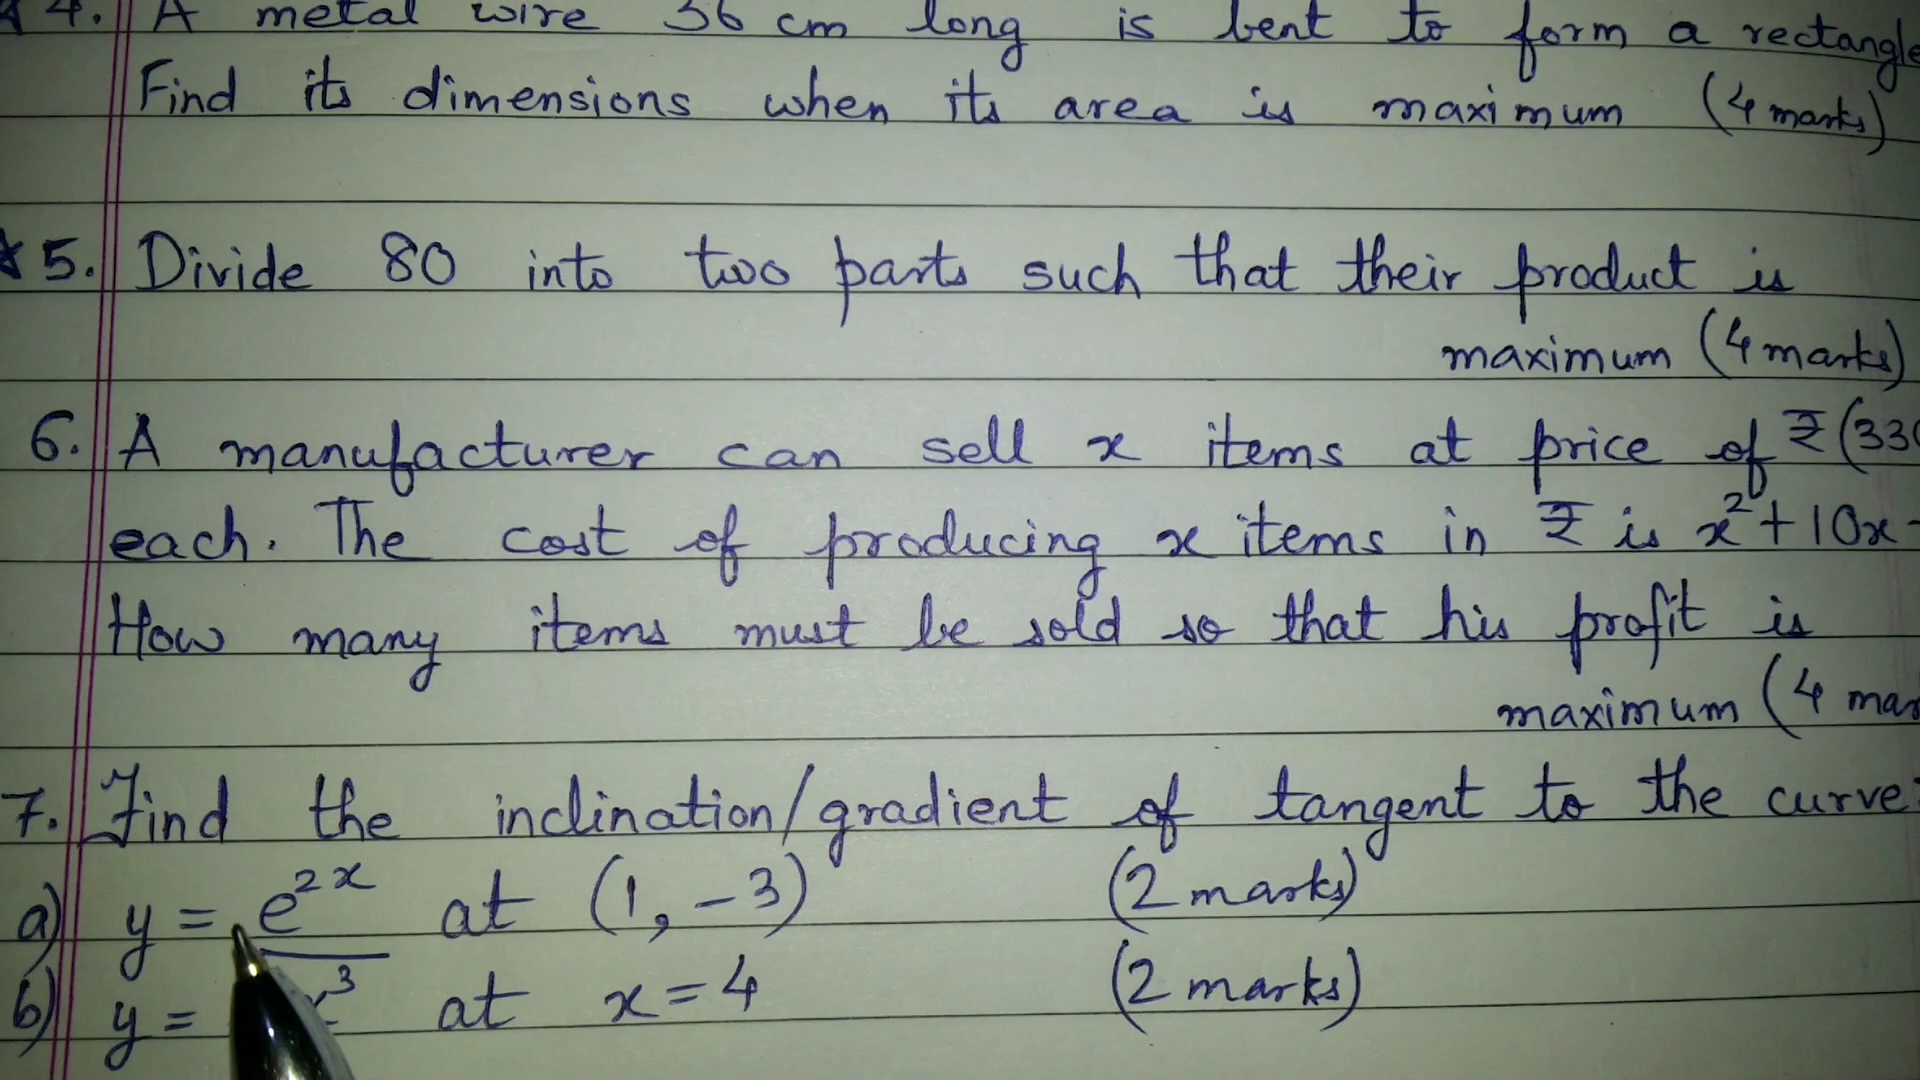 4. A metal wire 36 cm long is bent to form a rectangle
Find its dimensions when its area is maximum (4 marks)
5. Divide 80 into two parts such that their product is
maximum (4 marks)
6. A manufacturer can sell x items at price of ₹ (330
each. The cost of producing x items in ₹ is x² + 10x
How many items must be sold so that his profit is
maximum (4 mar
7. Find the inclination/gradient of tangent to the curve:
a) y = e^2x at (1, -3) (2 marks)
b) y = x³ at x = 4 (2 marks)